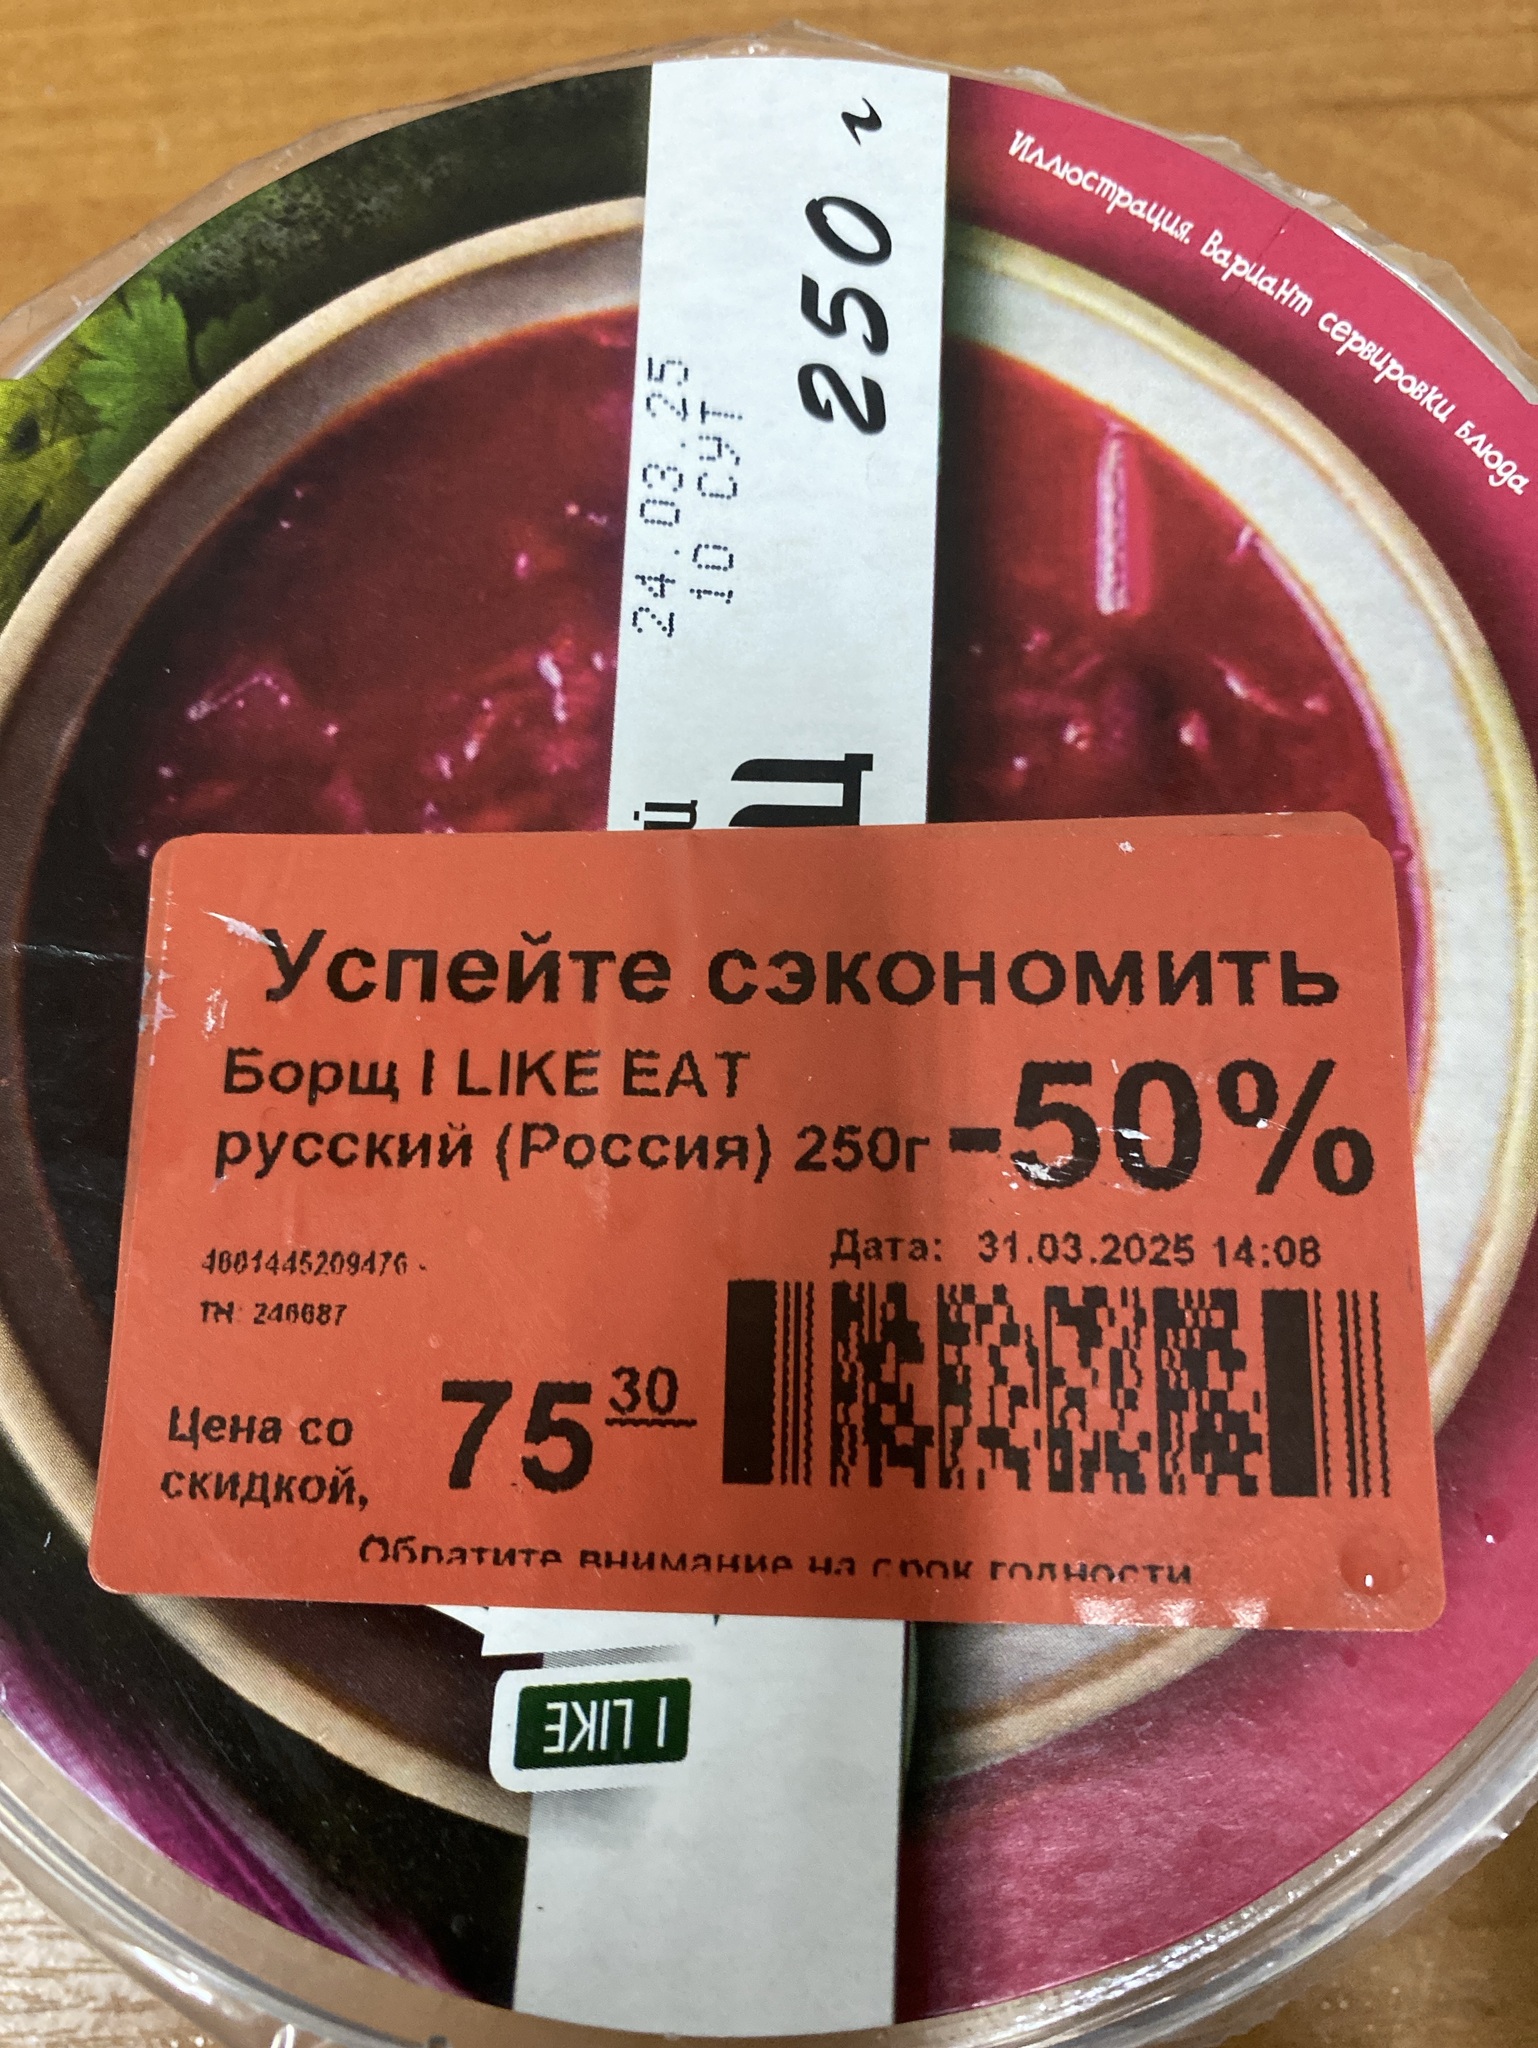 250 г
Иллюстрация. Вариант сервировки блюда
24.03.25
10 СУТ
Успейте сэкономить
Борщ I LIKE EAT
русский (Россия) 250г
-50%
Дата: 31.03.2025 14:08
4601445209476
ТН: 246687
Цена со
скидкой,
75 30
Обратите внимание на срок годности
I LIKE